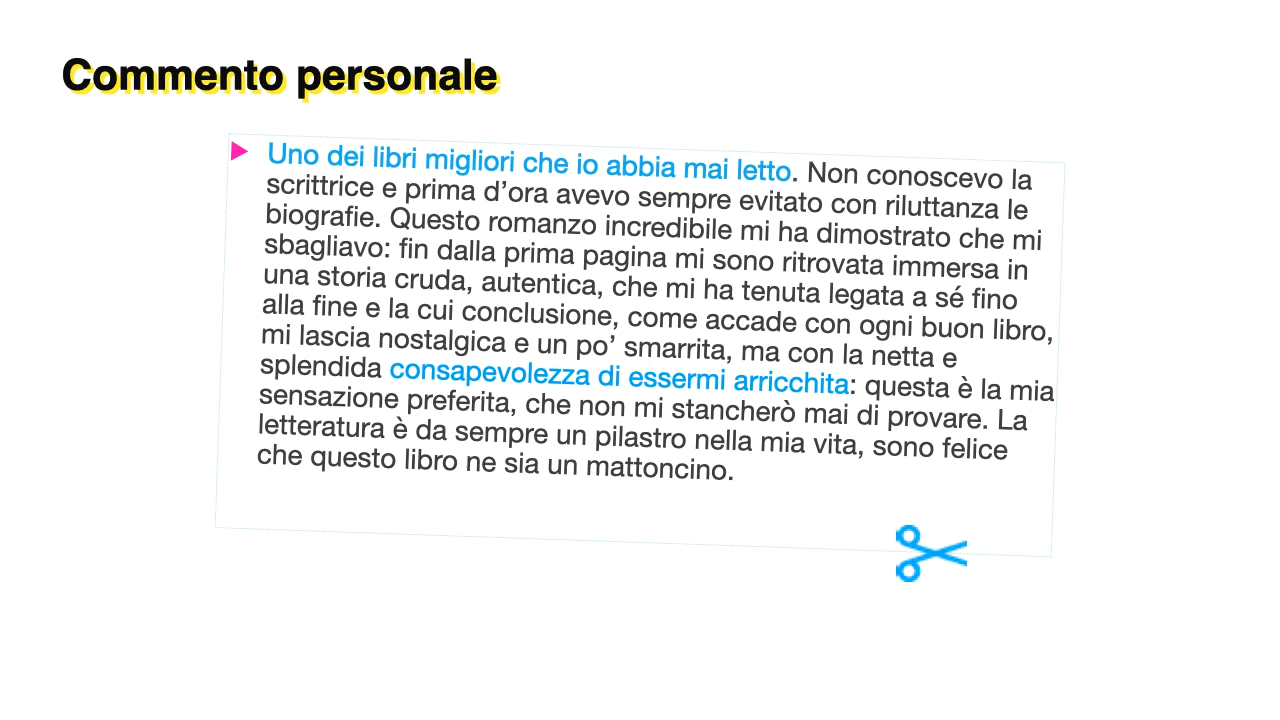 Commento personale
Uno dei libri migliori che io abbia mai letto. Non conoscevo la
scrittrice e prima d’ora avevo sempre evitato con riluttanza le
biografie. Questo romanzo incredibile mi ha dimostrato che mi
sbagliavo: fin dalla prima pagina mi sono ritrovata immersa in
una storia cruda, autentica, che mi ha tenuta legata a sé fino
alla fine e la cui conclusione, come accade con ogni buon libro,
mi lascia nostalgica e un po’ smarrita, ma con la netta e
splendida consapevolezza di essermi arricchita: questa è la mia
sensazione preferita, che non mi stancherò mai di provare. La
letteratura è da sempre un pilastro nella mia vita, sono felice
che questo libro ne sia un mattoncino.